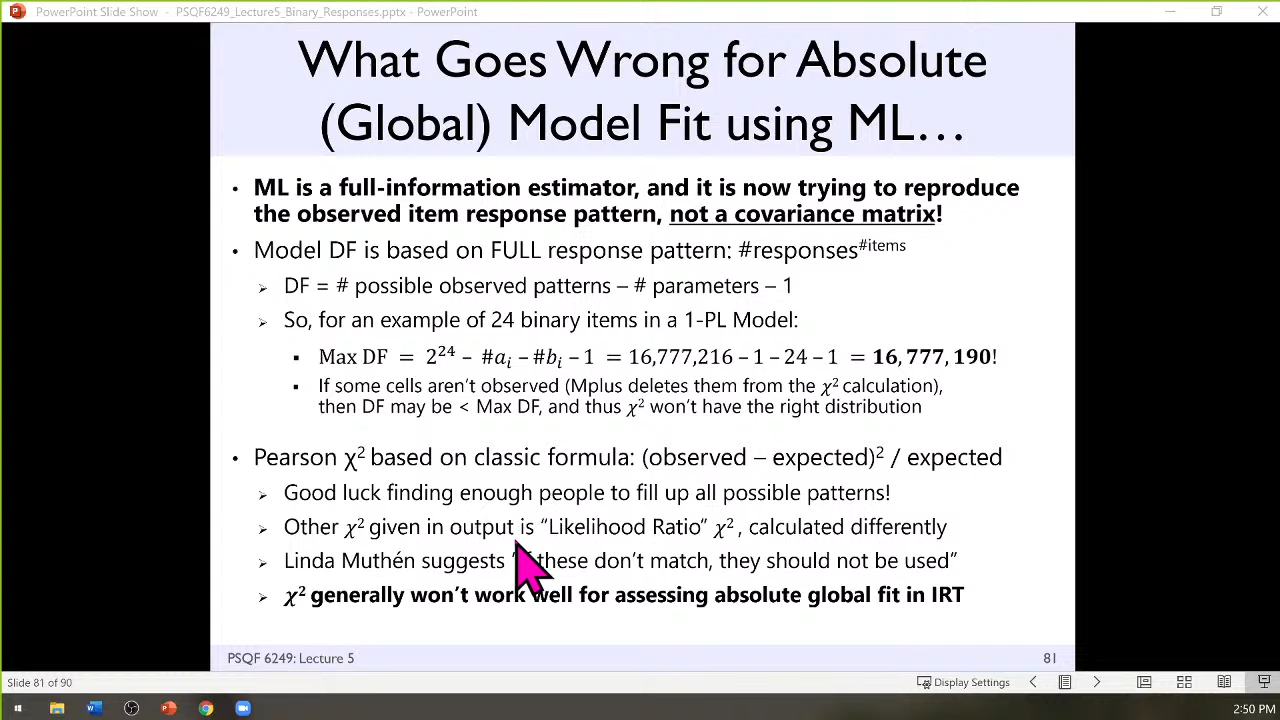 PowerPoint Slide Show - PSQF6249_Lecture5_Binary_Responses.pptx - PowerPoint
What Goes Wrong for Absolute
(Global) Model Fit using ML…
• ML is a full-information estimator, and it is now trying to reproduce
the observed item response pattern, not a covariance matrix!
• Model DF is based on FULL response pattern: #responses^#items
➢ DF = # possible observed patterns – # parameters – 1
➢ So, for an example of 24 binary items in a 1-PL Model:
▪ Max DF = 2²⁴ – #aᵢ – #bᵢ – 1 = 16,777,216 – 1 – 24 – 1 = 16,777,190!
▪ If some cells aren't observed (Mplus deletes them from the χ² calculation),
then DF may be < Max DF, and thus χ² won't have the right distribution
• Pearson χ² based on classic formula: (observed – expected)² / expected
➢ Good luck finding enough people to fill up all possible patterns!
➢ Other χ² given in output is “Likelihood Ratio” χ² , calculated differently
➢ Linda Muthén suggests these don't match, they should not be used”
➢ χ² generally won't work well for assessing absolute global fit in IRT
PSQF 6249: Lecture 5 81
Slide 81 of 90 Display Settings
2:50 PM